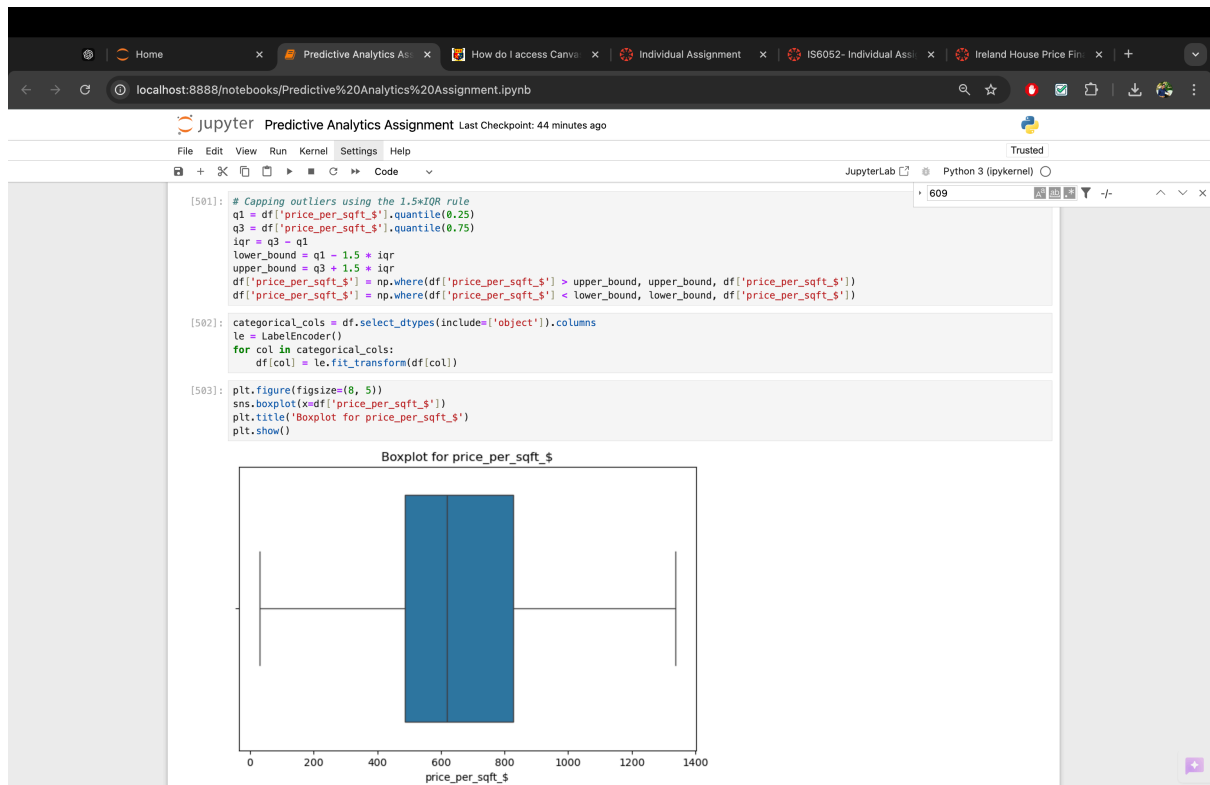 Home
Predictive Analytics Ass
How do I access Canva
Individual Assignment
IS6052- Individual Assi
Ireland House Price Fin
localhost:8888/notebooks/Predictive%20Analytics%20Assignment.ipynb
jupyter Predictive Analytics Assignment Last Checkpoint: 44 minutes ago
File Edit View Run Kernel Settings Help Trusted
Code JupyterLab Python 3 (ipykernel)
609 -/-
[501]: # Capping outliers using the 1.5*IQR rule
q1 = df['price_per_sqft_$'].quantile(0.25)
q3 = df['price_per_sqft_$'].quantile(0.75)
iqr = q3 - q1
lower_bound = q1 - 1.5 * iqr
upper_bound = q3 + 1.5 * iqr
df['price_per_sqft_$'] = np.where(df['price_per_sqft_$'] > upper_bound, upper_bound, df['price_per_sqft_$'])
df['price_per_sqft_$'] = np.where(df['price_per_sqft_$'] < lower_bound, lower_bound, df['price_per_sqft_$'])
[502]: categorical_cols = df.select_dtypes(include=['object']).columns
le = LabelEncoder()
for col in categorical_cols:
    df[col] = le.fit_transform(df[col])
[503]: plt.figure(figsize=(8, 5))
sns.boxplot(x=df['price_per_sqft_$'])
plt.title('Boxplot for price_per_sqft_$')
plt.show()
Boxplot for price_per_sqft_$
0 200 400 600 800 1000 1200 1400
price_per_sqft_$